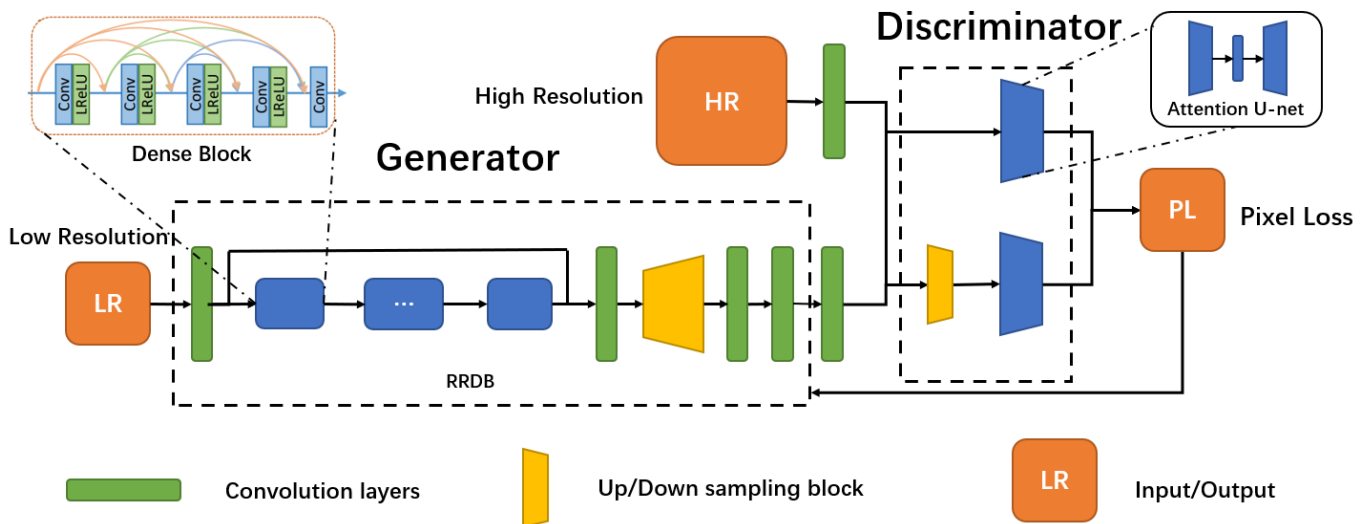 Discriminator
Conv
LReLU
Conv
LReLU
Conv
LReLU
Conv
LReLU
Conv
Dense Block
Generator
High Resolution
HR
Attention U-net
Low Resolution
LR
...
RRDB
PL
Pixel Loss
Convolution layers
Up/Down sampling block
LR
Input/Output